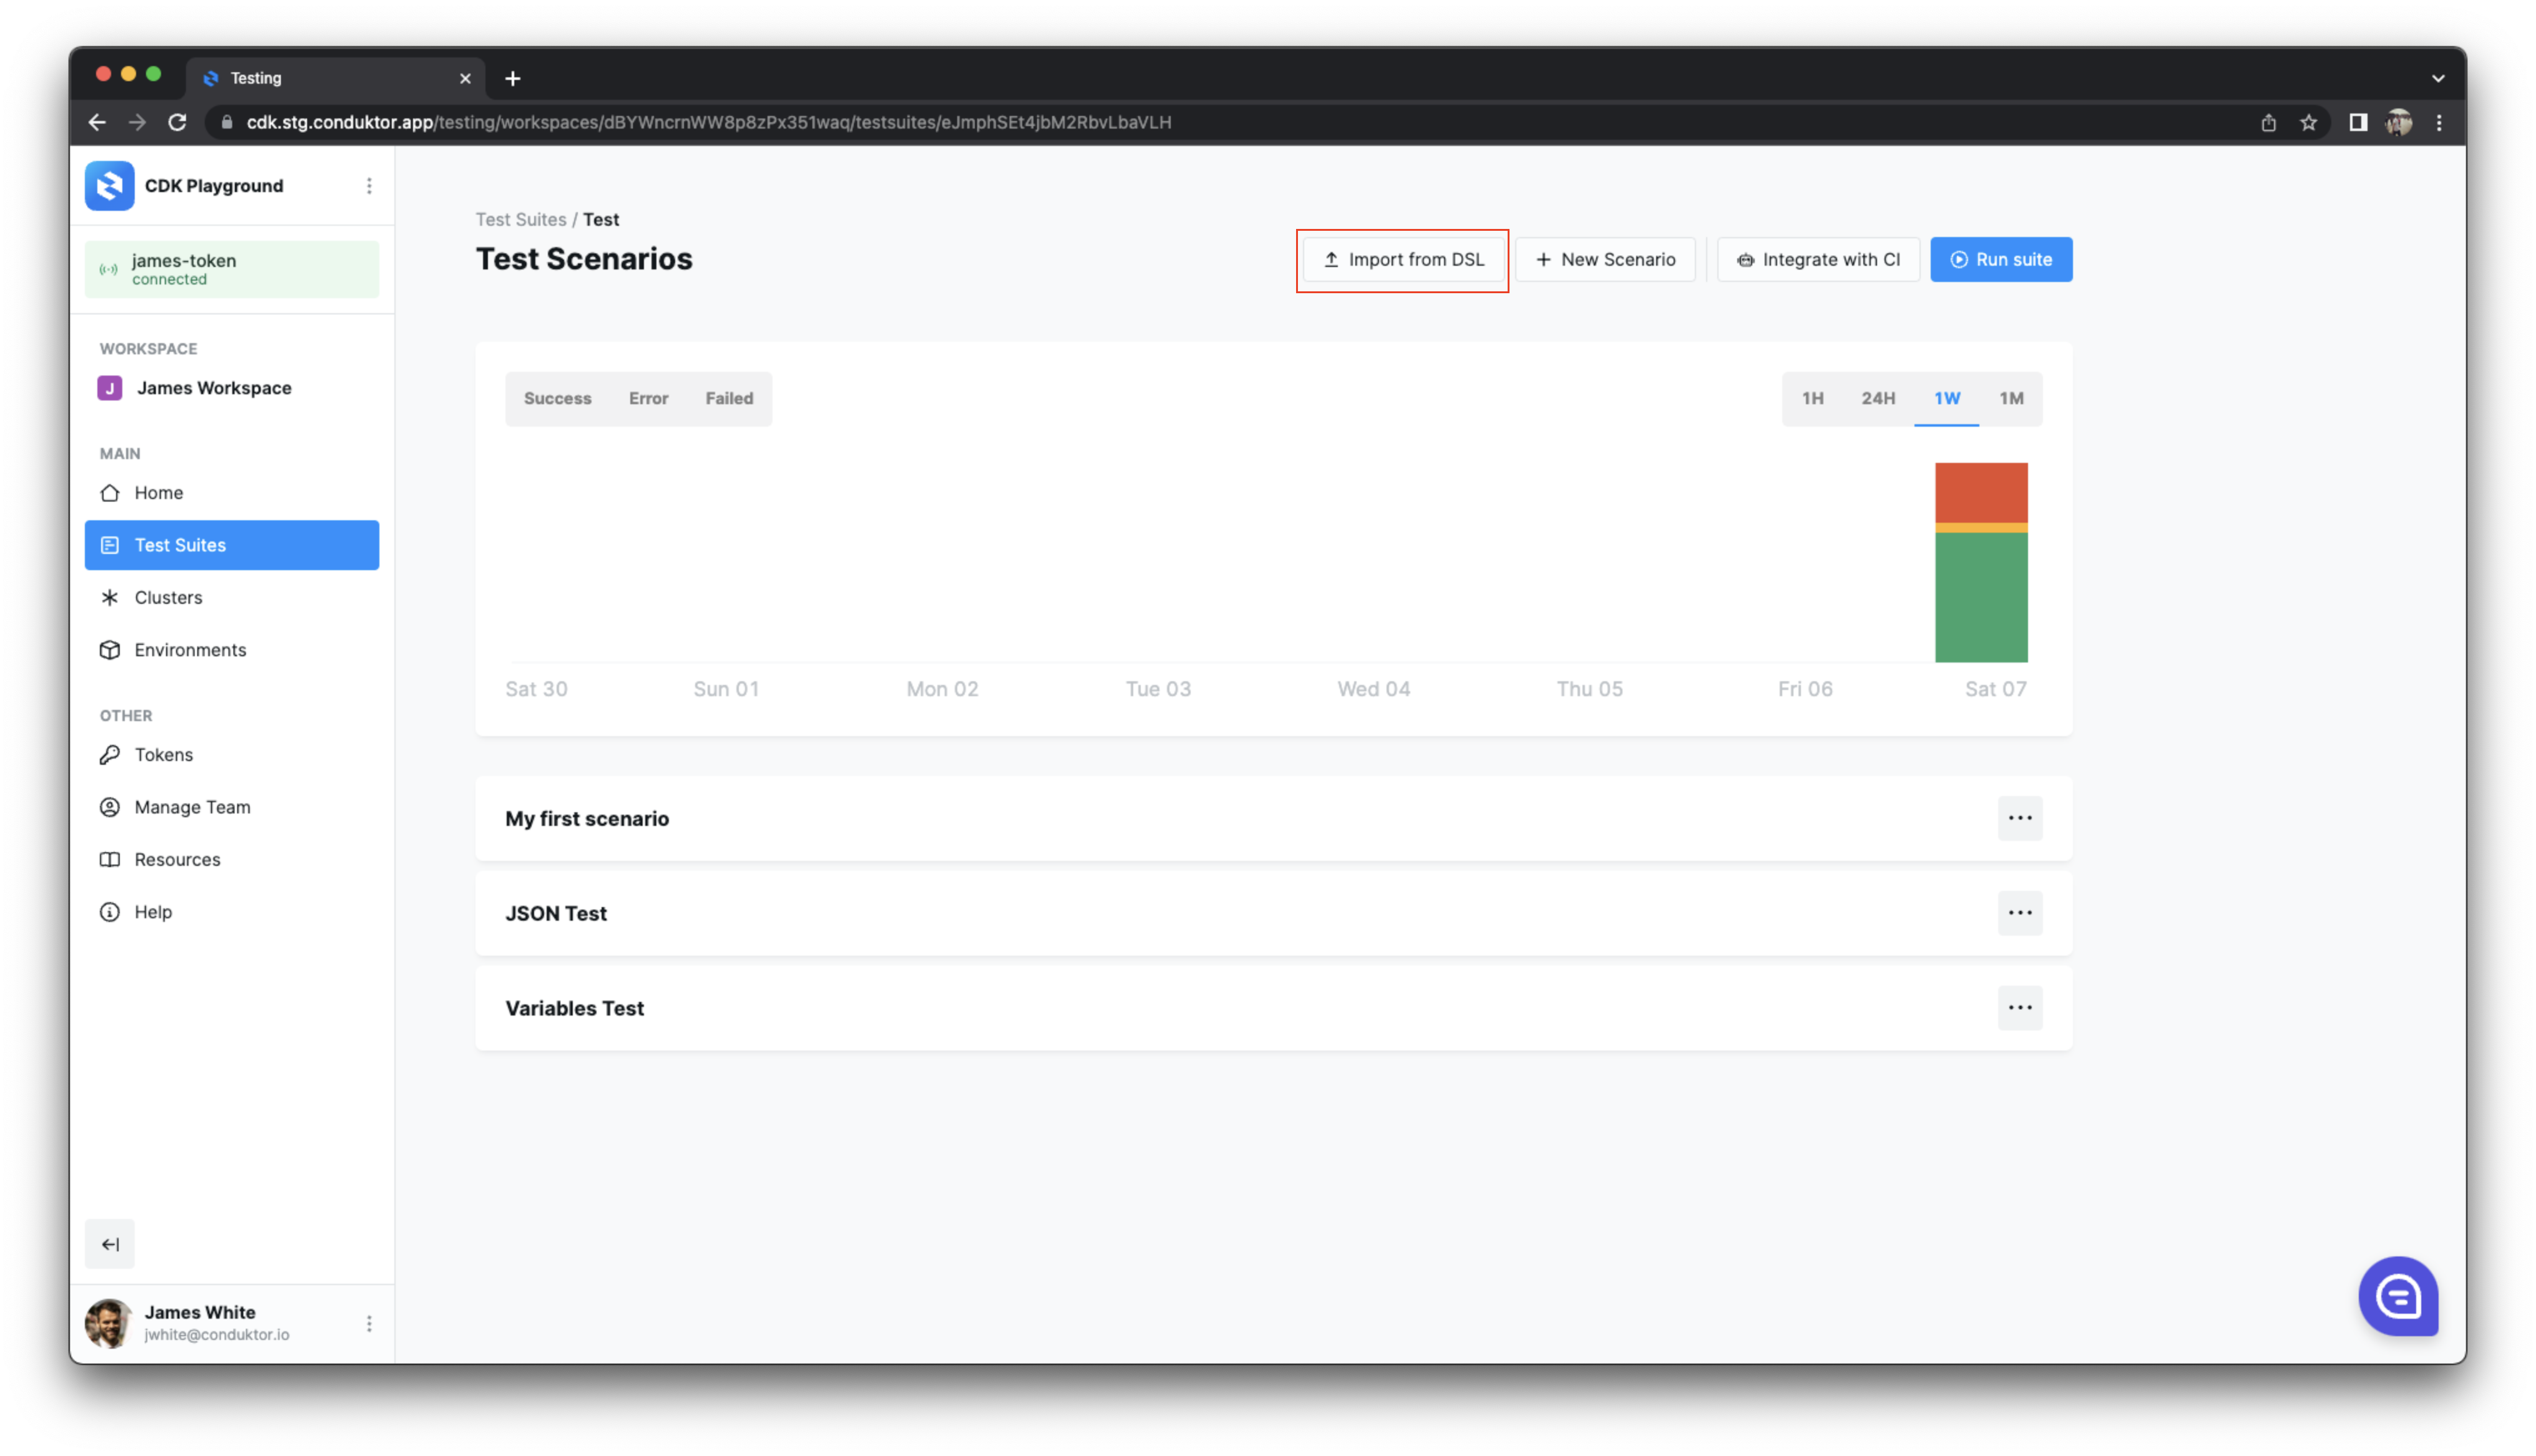 Testing
cdk.stg.conduktor.app/testing/workspaces/dBYWncrnWW8p8zPx351waq/testsuites/eJmphSEt4jbM2RbvLbaVLH
CDK Playground
james-token
connected
WORKSPACE
J James Workspace
MAIN
Home
Test Suites
Clusters
Environments
OTHER
Tokens
Manage Team
Resources
Help
James White
jwhite@conduktor.io
Test Suites / Test
Test Scenarios
Import from DSL
New Scenario
Integrate with CI
Run suite
Success Error Failed
1H 24H 1W 1M
Sat 30 Sun 01 Mon 02 Tue 03 Wed 04 Thu 05 Fri 06 Sat 07
My first scenario
JSON Test
Variables Test